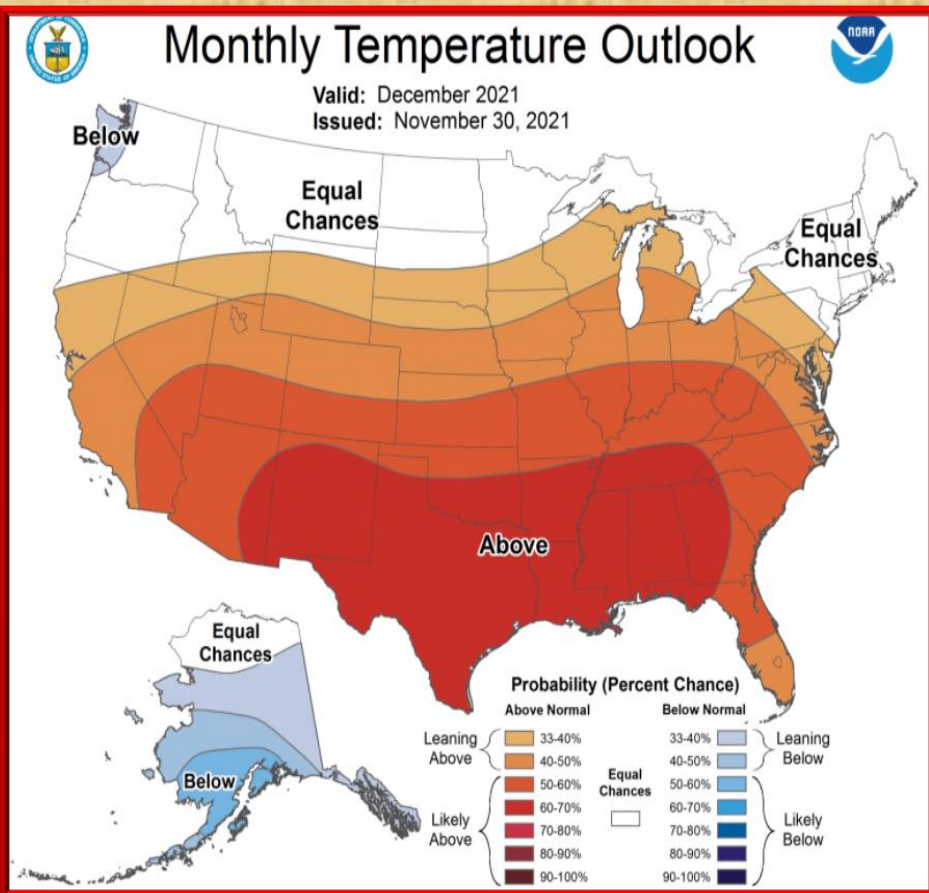 Monthly Temperature Outlook
NOAA
Valid: December 2021
Issued: November 30, 2021
Below
Equal
Chances
Equal
Chances
Above
Equal
Chances
Below
Probability (Percent Chance)
Above Normal
Below Normal
Leaning
Above
33-40%
40-50%
Likely
Above
50-60%
60-70%
70-80%
80-90%
90-100%
Equal
Chances
33-40%
40-50%
Leaning
Below
50-60%
60-70%
70-80%
80-90%
90-100%
Likely
Below